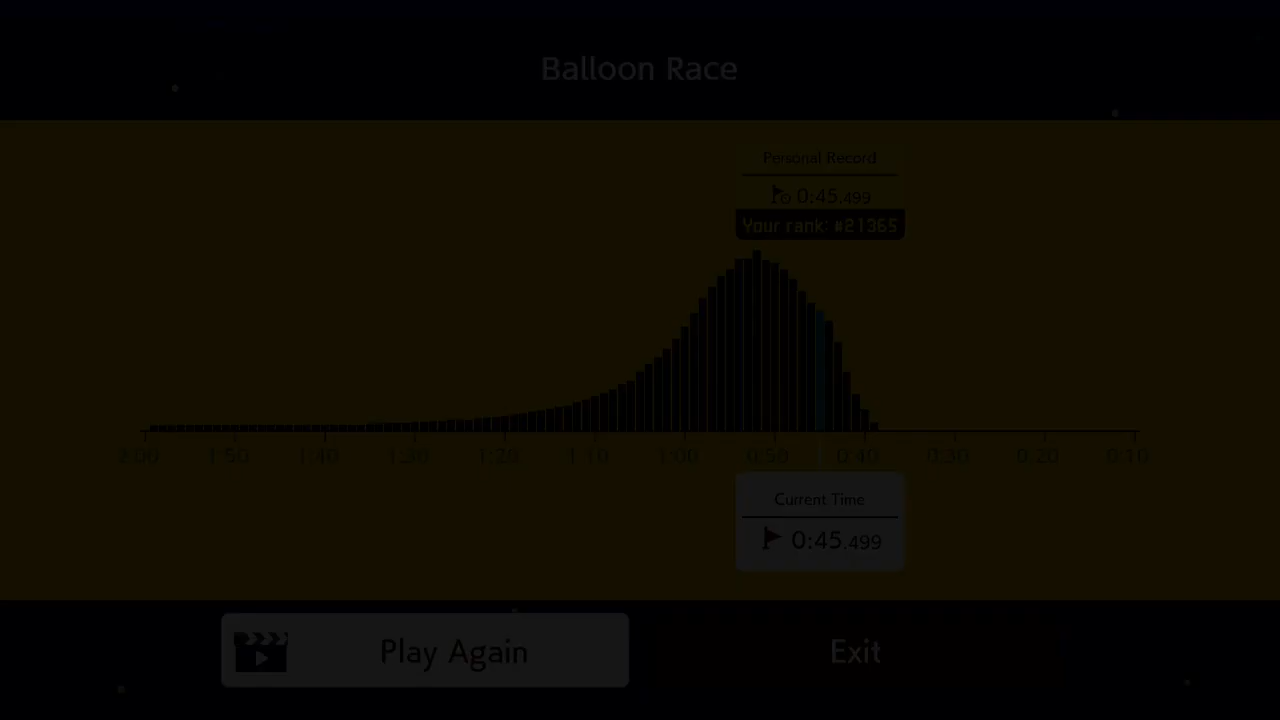 Balloon Race
Personal Record
0:45.499
Your rank: #21365
2:00 1:50 1:40 1:30 1:20 1:10 1:00 0:50 0:40 0:30 0:20 0:10
Current Time
0:45.499
Play Again
Exit